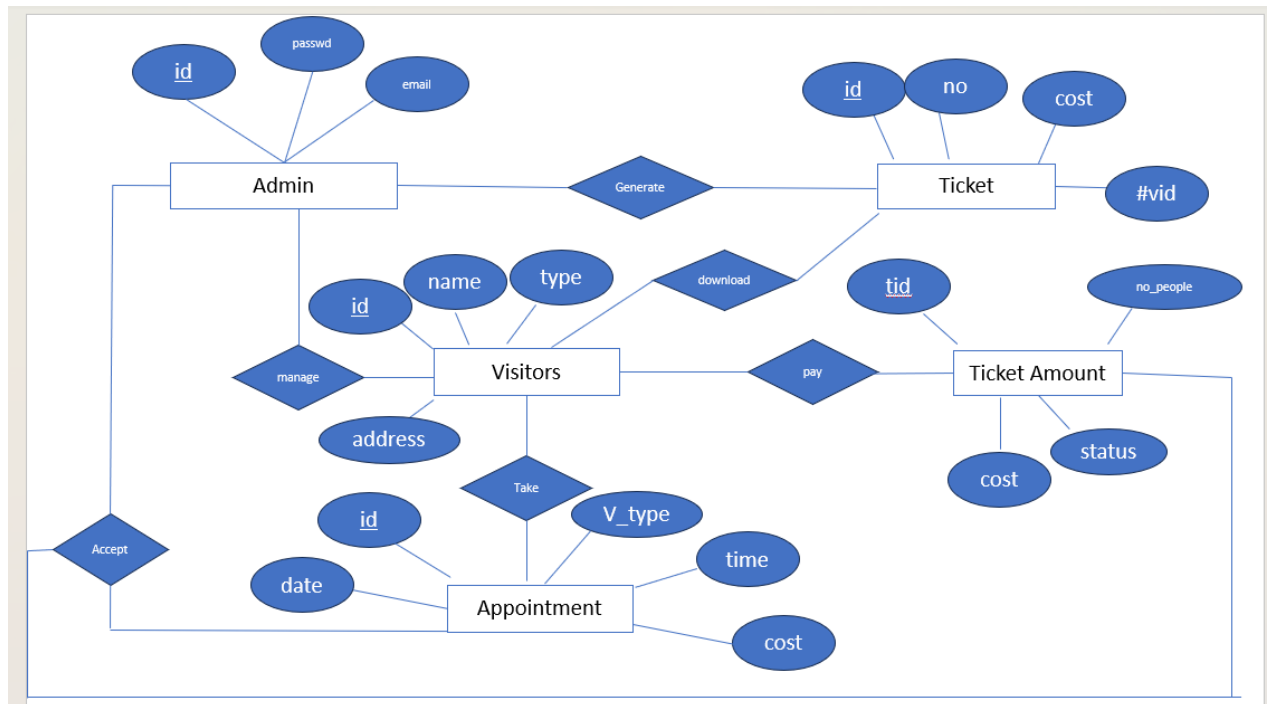 id
passwd
email
id
no
cost
Admin
Generate
Ticket
#vid
id
name
type
download
tid
no_people
manage
Visitors
pay
Ticket Amount
address
status
cost
Take
id
V_type
Accept
date
time
Appointment
cost